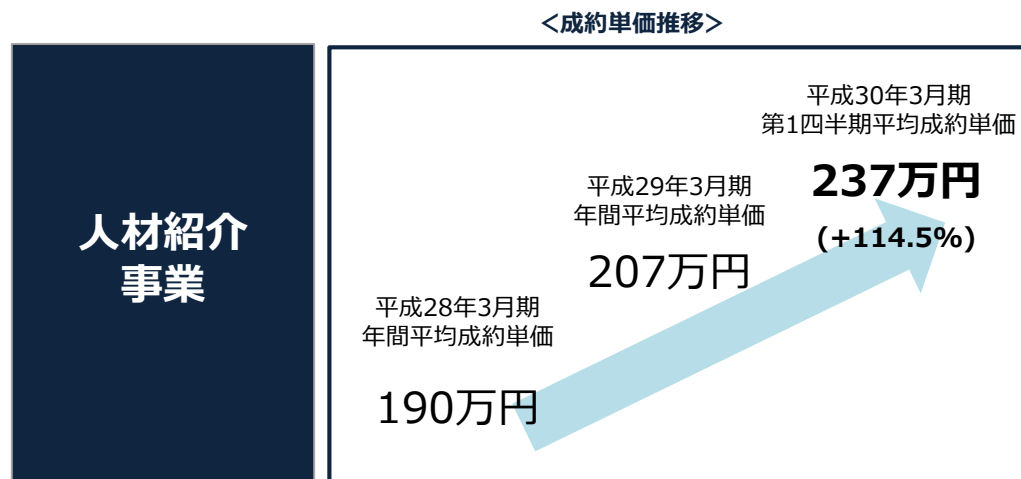 ＜成約単価推移＞
人材紹介
事業
平成28年3月期
年間平均成約単価
190万円
平成29年3月期
年間平均成約単価
207万円
平成30年3月期
第1四半期平均成約単価
237万円
(+114.5%)